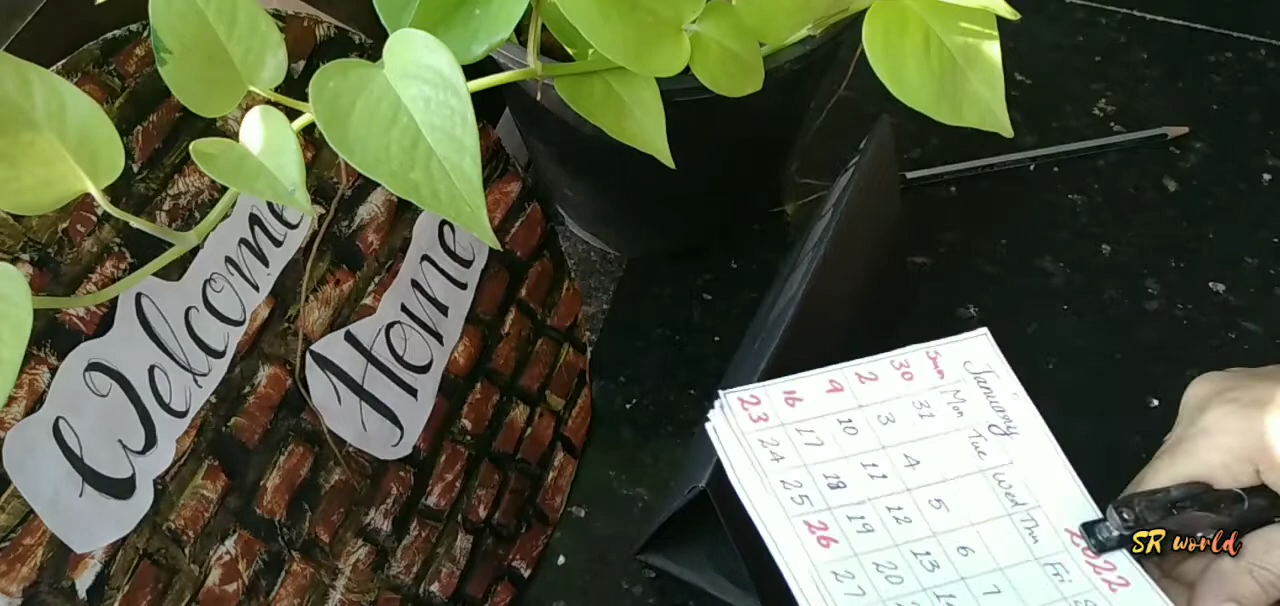 Welcome
Home
January 2022
Sun Mon Tue Wed Thu Fri
30 31
2 3 4 5 6 7
9 10 11 12 13
16 17 18 19 20
23 24 25 26 27
SR world